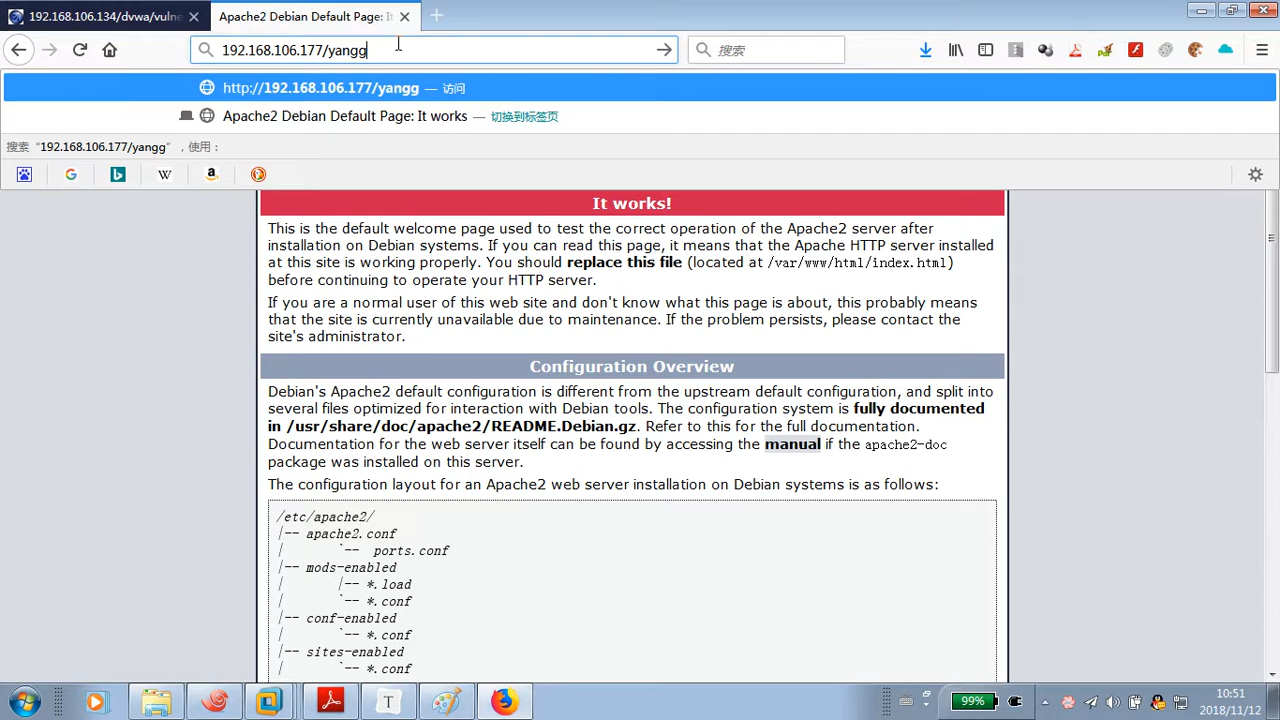 192.168.106.134/dvwa/vulne
Apache2 Debian Default Page: It
192.168.106.177/yangg
搜索
http://192.168.106.177/yangg — 访问
Apache2 Debian Default Page: It works — 切换到标签页
搜索 “192.168.106.177/yangg” ，使用：
It works!
This is the default welcome page used to test the correct operation of the Apache2 server after
installation on Debian systems. If you can read this page, it means that the Apache HTTP server installed
at this site is working properly. You should replace this file (located at /var/www/html/index.html)
before continuing to operate your HTTP server.
If you are a normal user of this web site and don't know what this page is about, this probably means
that the site is currently unavailable due to maintenance. If the problem persists, please contact the
site's administrator.
Configuration Overview
Debian's Apache2 default configuration is different from the upstream default configuration, and split into
several files optimized for interaction with Debian tools. The configuration system is fully documented
in /usr/share/doc/apache2/README.Debian.gz. Refer to this for the full documentation.
Documentation for the web server itself can be found by accessing the manual if the apache2-doc
package was installed on this server.
The configuration layout for an Apache2 web server installation on Debian systems is as follows:
/etc/apache2/
|-- apache2.conf
|       `--  ports.conf
|-- mods-enabled
|       |-- *.load
|       `-- *.conf
|-- conf-enabled
|       `-- *.conf
|-- sites-enabled
|       `-- *.conf
99%
10:51
2018/11/12